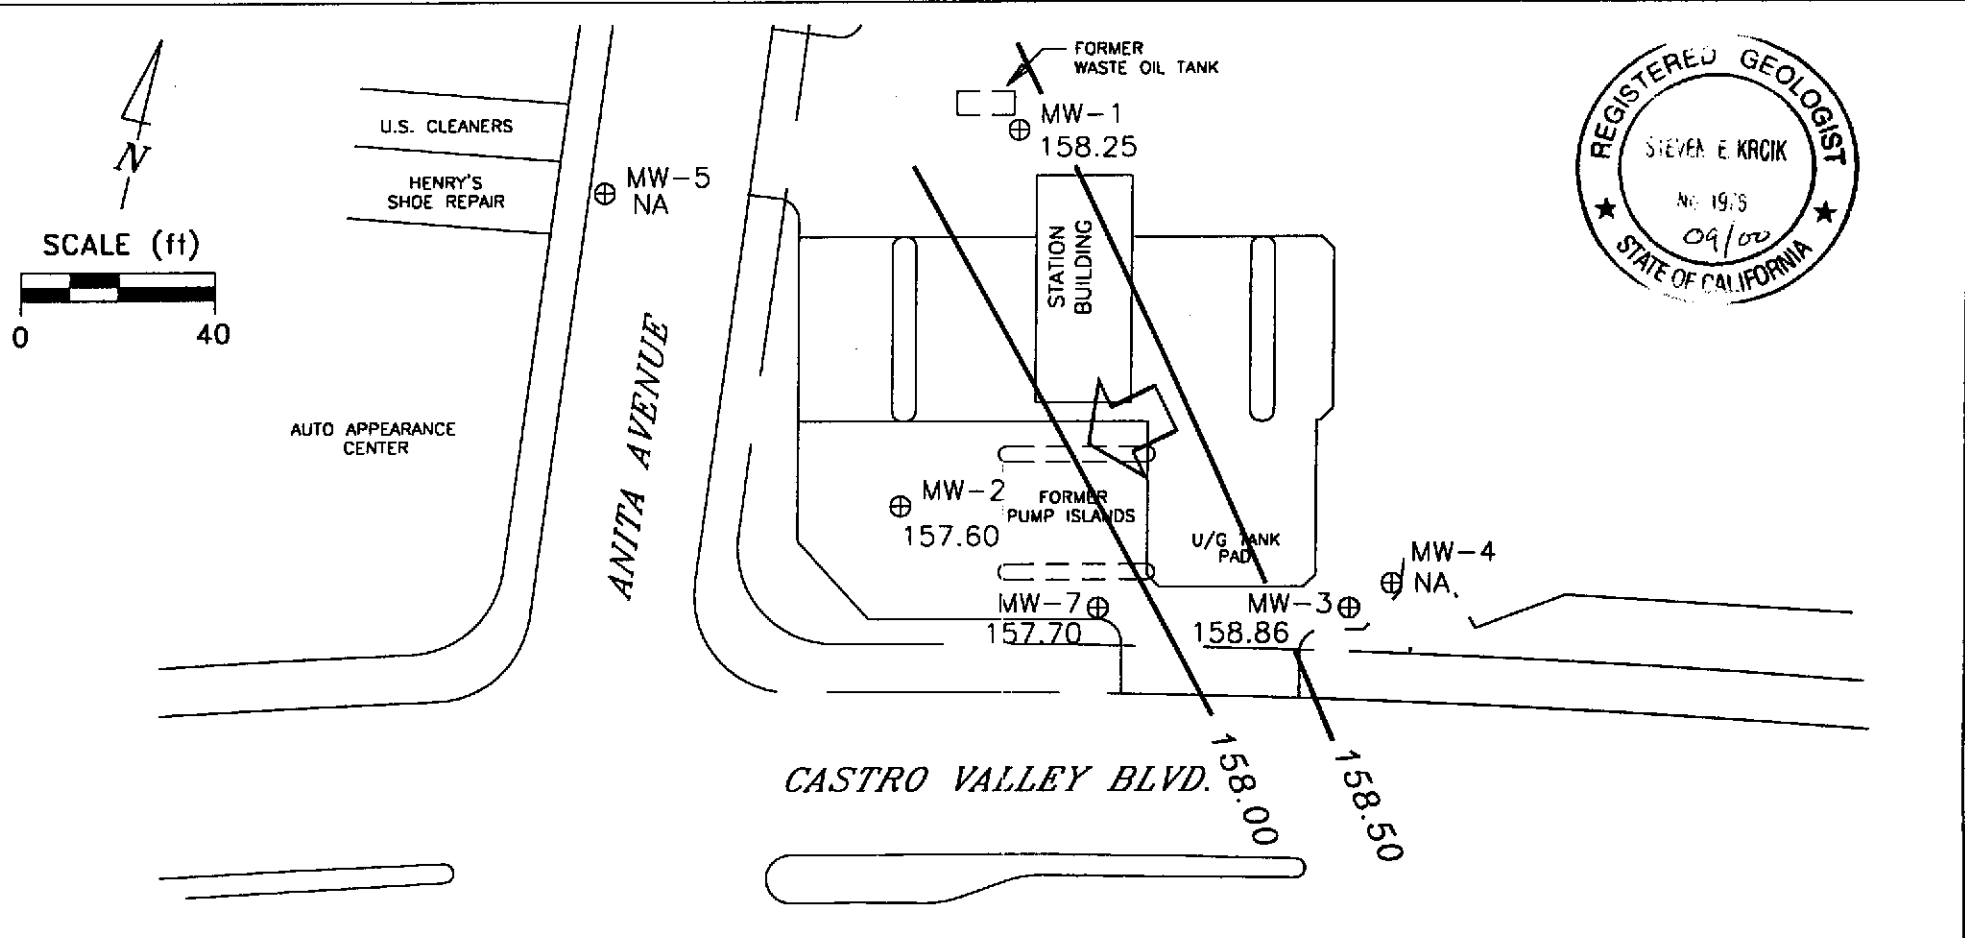 FORMER
WASTE OIL TANK
MW-1
158.25
N
U.S. CLEANERS
HENRY'S
SHOE REPAIR
MW-5
NA
SCALE (ft)
0 40
STATION
BUILDING
REGISTERED GEOLOGIST
STEVEN E. KRCIK
09/00
STATE OF CALIFORNIA
AUTO APPEARANCE
CENTER
ANITA AVENUE
MW-2
157.60
FORMER
PUMP ISLANDS
U/G TANK
PAD
MW-4
NA
MW-7
157.70
MW-3
158.86
CASTRO VALLEY BLVD.
158.00
158.50